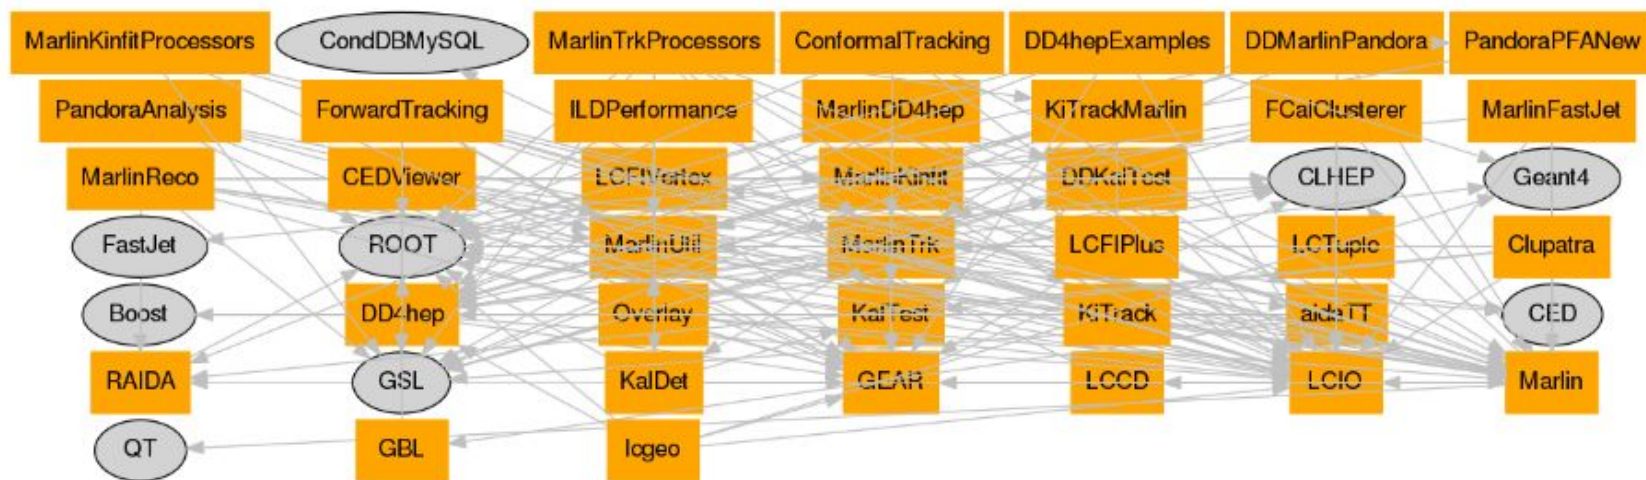 MarlinKinfitProcessors CondDBMySQL MarlinTrkProcessors ConformalTracking DD4hepExamples DDMarlinPandora PandoraPFANew
PandoraAnalysis ForwardTracking ILDPerformance MarlinDD4hep KiTrackMarlin FCalClusterer MarlinFastJet
MarlinReco CEDViewer LCFIVertex MarlinKinfit DDKalTest CLHEP Geant4
FastJet ROOT MarlinUtil MarlinTrk LCFIPlus LCTuple Clupatra
Boost DD4hep Overlay KalTest KiTrack aidaTT CED
RAIDA GSL KalDet GEAR LCCD LCIO Marlin
QT GBL lcgeo